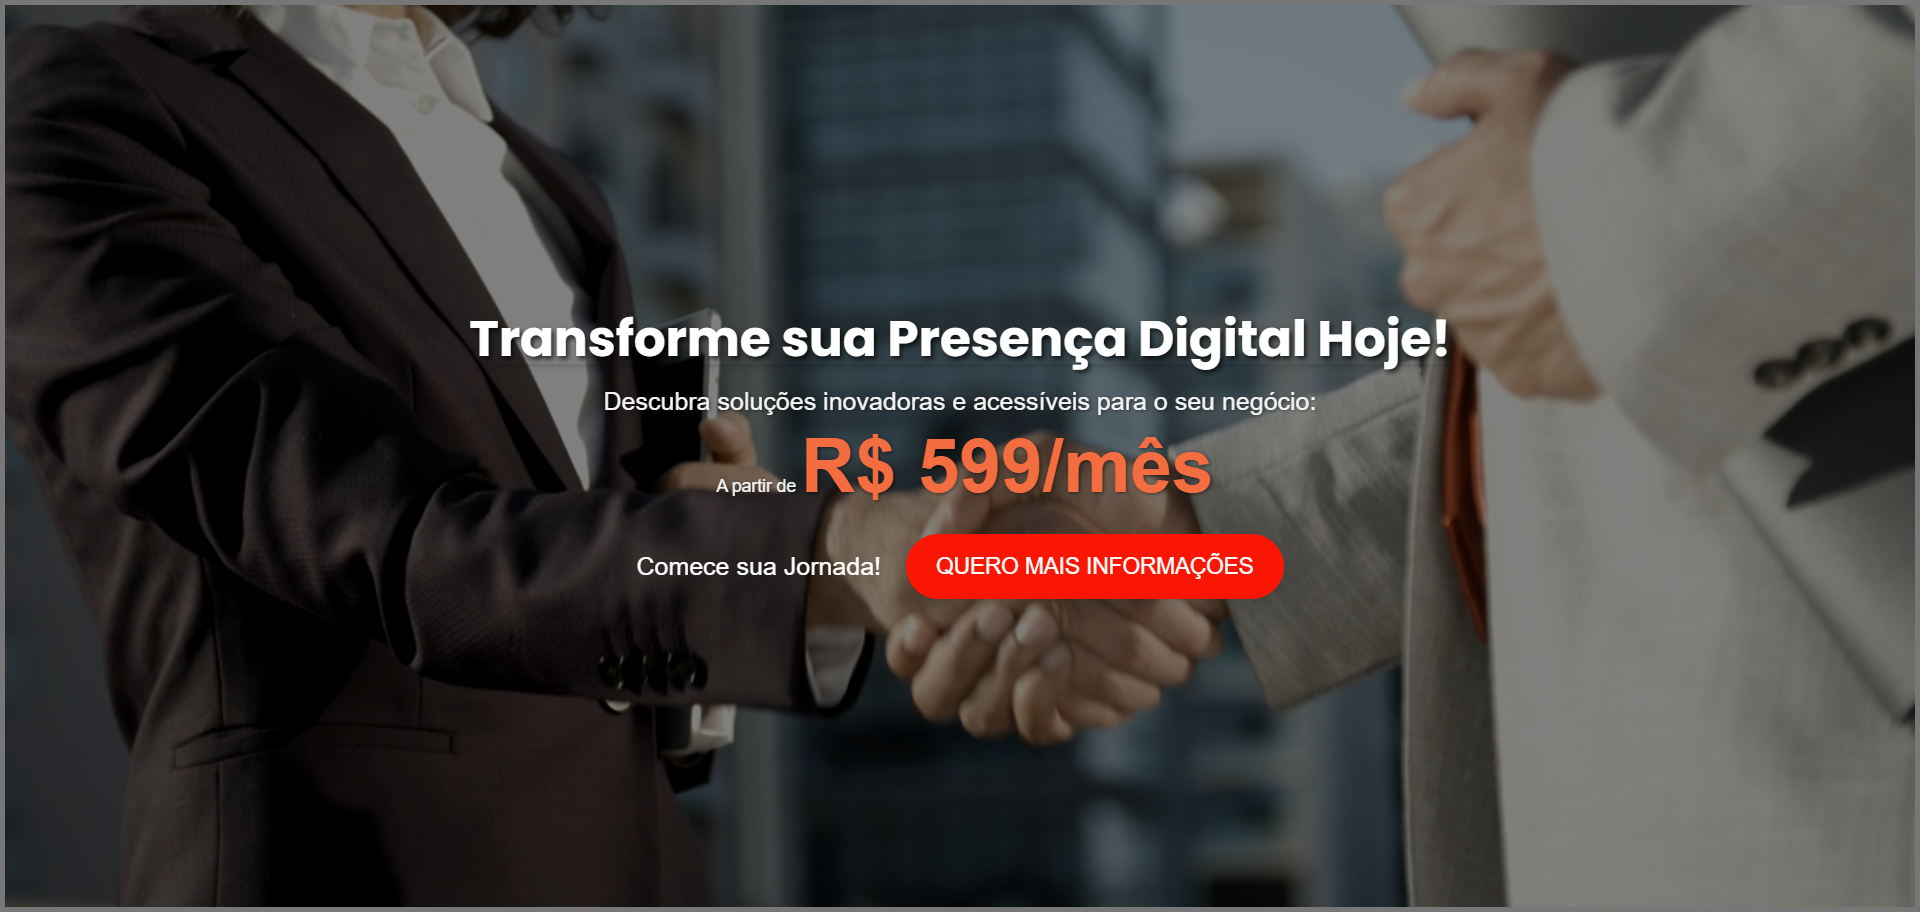 Transforme sua Presença Digital Hoje!
Descubra soluções inovadoras e acessíveis para o seu negócio:
A partir de R$ 599/mês
Comece sua Jornada! QUERO MAIS INFORMAÇÕES